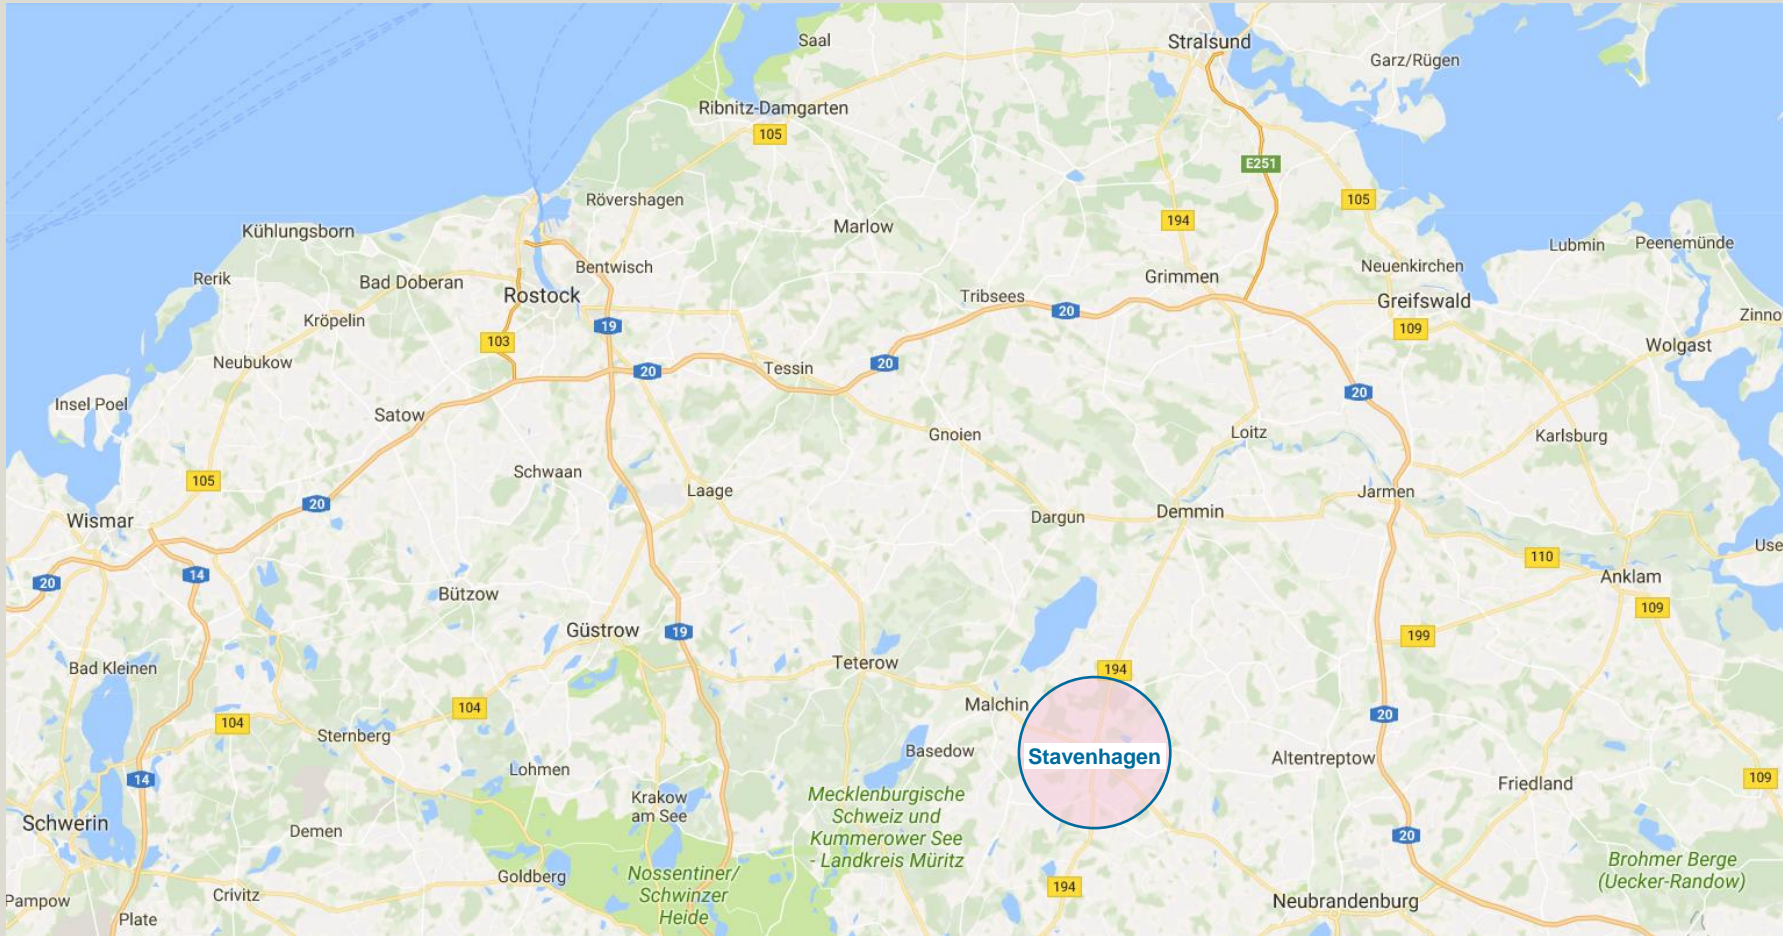 Saal
Stralsund
Garz/Rügen
Ribnitz-Damgarten
105
E251
Rövershagen
105
194
Marlow
Kühlungsborn
Lubmin
Peenemünde
Bentwisch
Neuenkirchen
Rerik
Bad Doberan
Grimmen
Rostock
Tribsees
Greifswald
20
Zinno
Kröpelin
19
109
103
Wolgast
Neubukow
20
Tessin
20
20
Insel Poel
Satow
Gnoien
Loitz
Karlsburg
Schwaan
105
Laage
Jarmen
20
Wismar
Dargun
Demmin
Use
110
20
14
Anklam
Bützow
109
Güstrow
19
199
Bad Kleinen
Teterow
194
Malchin
104
104
20
Sternberg
Basedow
Stavenhagen
Altentreptow
Lohmen
14
109
Friedland
Krakow
am See
Mecklenburgische
Schweiz und
Kummerower See
- Landkreis Müritz
Schwerin
Demen
20
Brohmer Berge
(Uecker-Randow)
Goldberg
Nossentiner/
Schwinzer
Heide
194
Crivitz
Pampow
Neubrandenburg
Plate